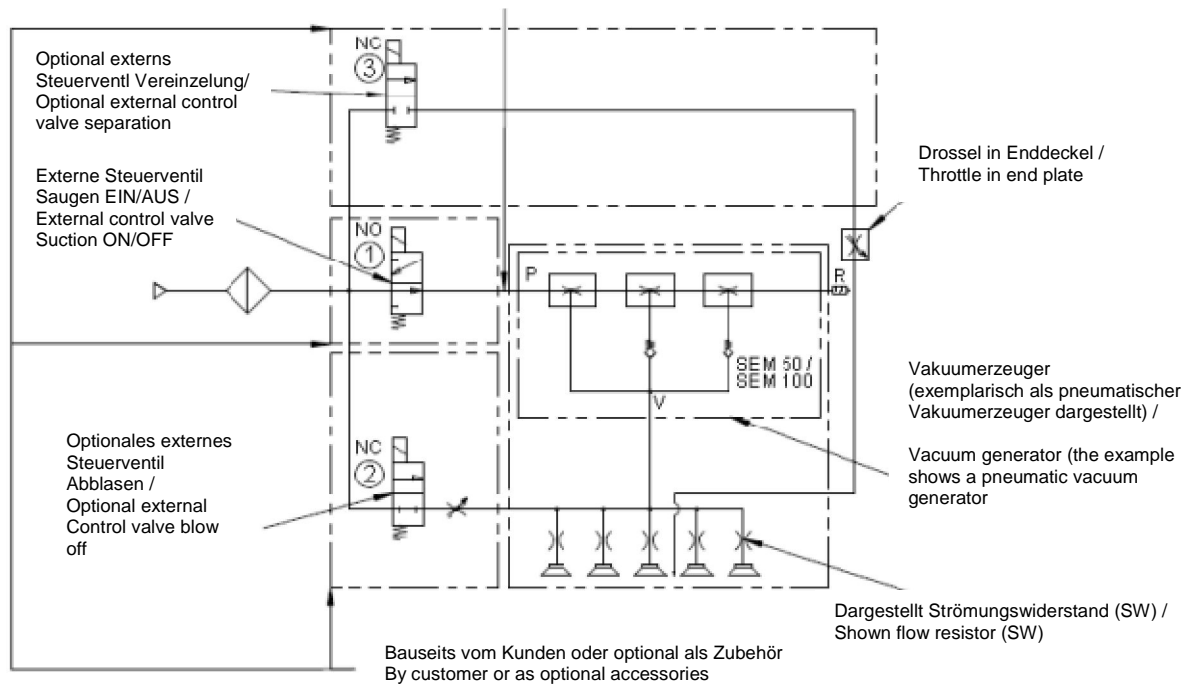 Optional externs
Steuerventl Vereinzelung/
Optional external control
valve separation
NC
3
Externe Steuerventil
Saugen EIN/AUS /
External control valve
Suction ON/OFF
NO
1
Drossel in Enddeckel /
Throttle in end plate
P
R
SEM 50 /
SEM 100
V
Vakuumerzeuger
(exemplarisch als pneumatischer
Vakuumerzeuger dargestellt) /
Vacuum generator (the example
shows a pneumatic vacuum
generator
Optionales externes
Steuerventil
Abblasen /
Optional external
Control valve blow
off
NC
2
Dargestellt Strömungswiderstand (SW) /
Shown flow resistor (SW)
Bauseits vom Kunden oder optional als Zubehör
By customer or as optional accessories